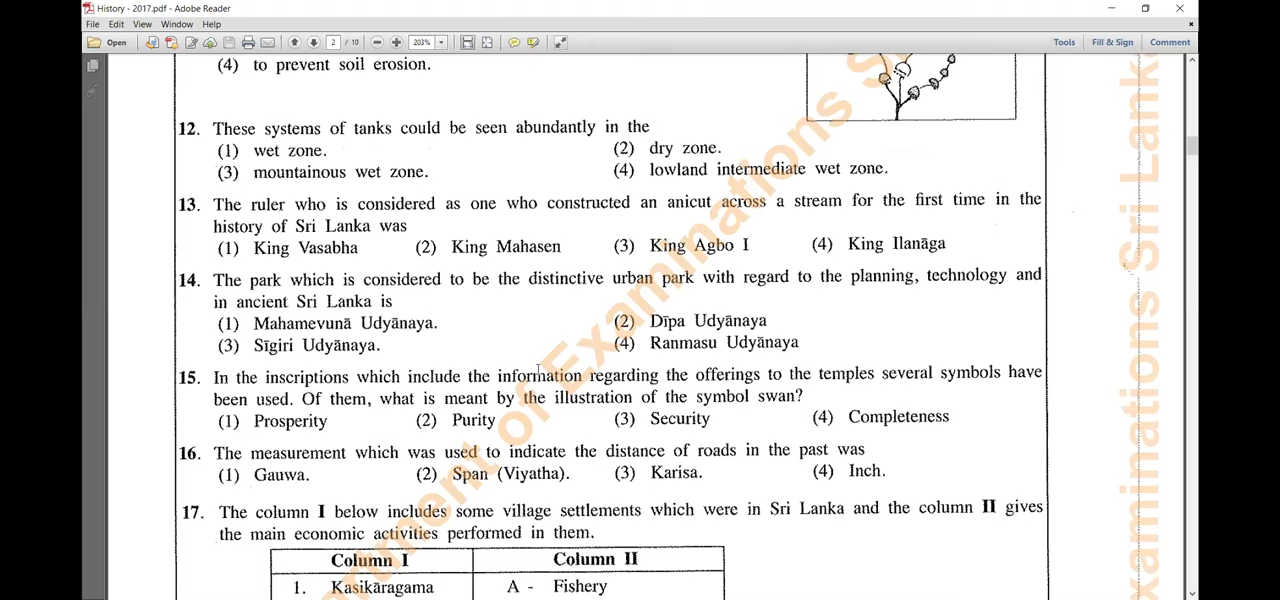 History - 2017.pdf - Adobe Reader
File Edit View Window Help
Open 2 / 10 203% Tools Fill & Sign Comment
(4) to prevent soil erosion.
12. These systems of tanks could be seen abundantly in the
(1) wet zone. (2) dry zone.
(3) mountainous wet zone. (4) lowland intermediate wet zone.
13. The ruler who is considered as one who constructed an anicut across a stream for the first time in the
history of Sri Lanka was
(1) King Vasabha (2) King Mahasen (3) King Agbo I (4) King Ilanāga
14. The park which is considered to be the distinctive urban park with regard to the planning, technology and
in ancient Sri Lanka is
(1) Mahamevunā Udyānaya. (2) Dīpa Udyānaya
(3) Sīgiri Udyānaya. (4) Ranmasu Udyānaya
15. In the inscriptions which include the information regarding the offerings to the temples several symbols have
been used. Of them, what is meant by the illustration of the symbol swan?
(1) Prosperity (2) Purity (3) Security (4) Completeness
16. The measurement which was used to indicate the distance of roads in the past was
(1) Gauwa. (2) Span (Viyatha). (3) Karisa. (4) Inch.
17. The column I below includes some village settlements which were in Sri Lanka and the column II gives
the main economic activities performed in them.
Column I Column II
1. Kasikāragama A - Fishery
of Examinations S
xaminations Sri Lanka